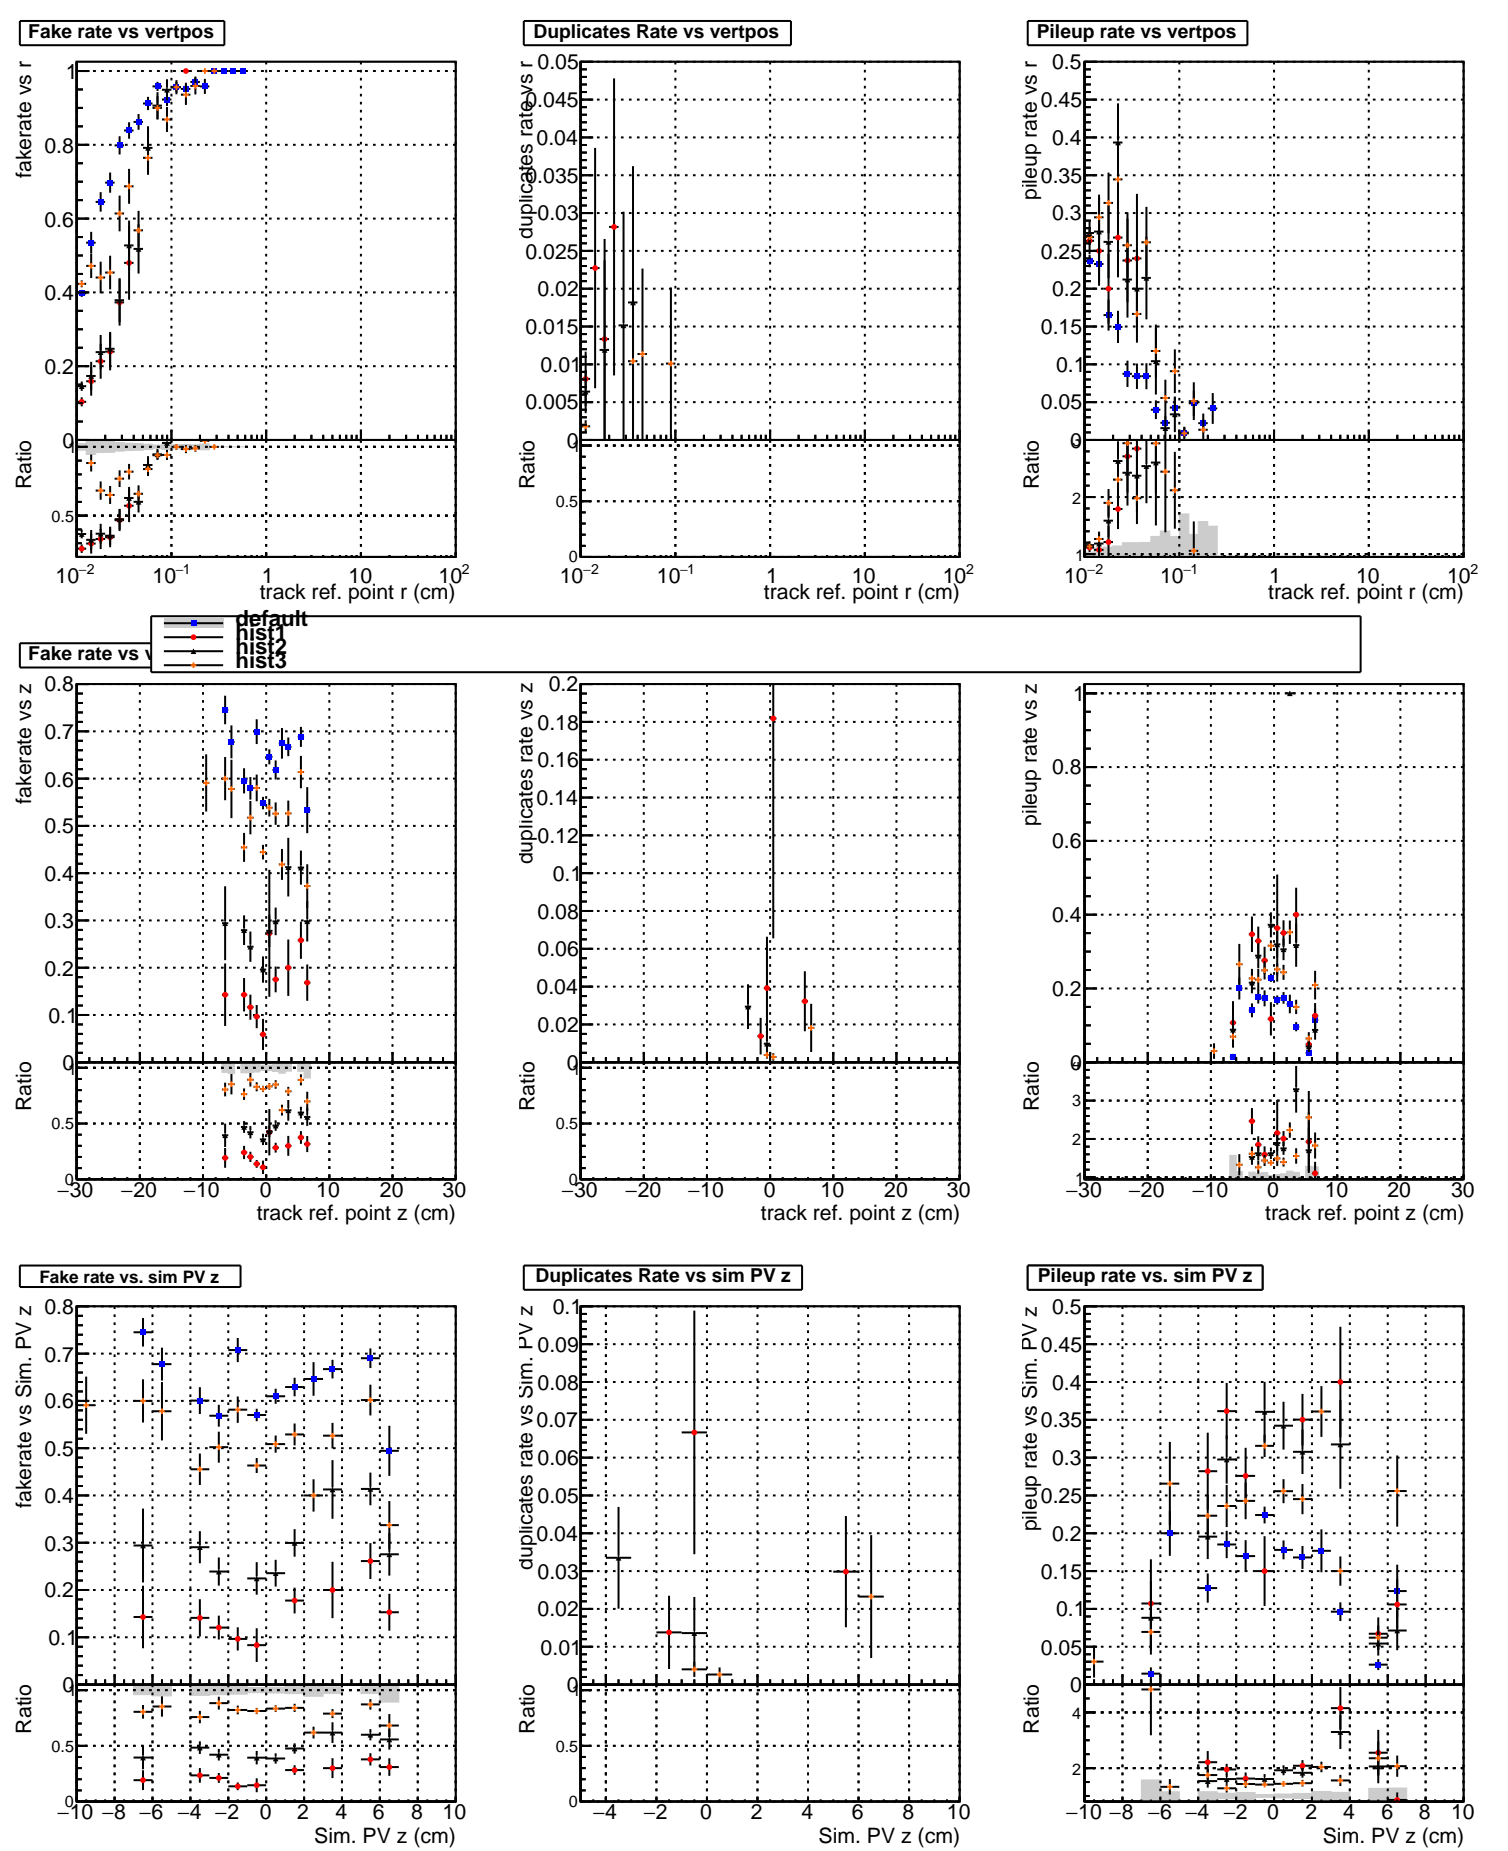 Fake rate vs vertpos
Duplicates Rate vs vertpos
Pileup rate vs vertpos
fakerate vs r
1
0.8
0.6
0.4
0.2
0
Ratio
1
0.5
10⁻² 10⁻¹ 1 10 10²
track ref. point r (cm)
duplicates rate vs r
0.05
0.045
0.04
0.035
0.03
0.025
0.02
0.015
0.01
0.005
0
Ratio
1
0.5
0
10⁻² 10⁻¹ 1 10 10²
track ref. point r (cm)
pileup rate vs r
0.5
0.45
0.4
0.35
0.3
0.25
0.2
0.15
0.1
0.05
0
Ratio
2
1
10⁻² 10⁻¹ 1 10 10²
track ref. point r (cm)
default
hist1
hist2
hist3
Fake rate vs
fakerate vs z
0.8
0.7
0.6
0.5
0.4
0.3
0.2
0.1
0
Ratio
1
0.5
0
−30 −20 −10 0 10 20 30
track ref. point z (cm)
duplicates rate vs z
0.2
0.18
0.16
0.14
0.12
0.1
0.08
0.06
0.04
0.02
0
Ratio
1
0.5
0
−30 −20 −10 0 10 20 30
track ref. point z (cm)
pileup rate vs z
1
0.8
0.6
0.4
0.2
0
Ratio
3
2
1
−30 −20 −10 0 10 20 30
track ref. point z (cm)
Fake rate vs. sim PV z
Duplicates Rate vs sim PV z
Pileup rate vs. sim PV z
fakerate vs Sim. PV z
0.8
0.7
0.6
0.5
0.4
0.3
0.2
0.1
0
Ratio
1
0.5
0
−10 −8 −6 −4 −2 0 2 4 6 8 10
Sim. PV z (cm)
duplicates rate vs Sim. PV z
0.1
0.09
0.08
0.07
0.06
0.05
0.04
0.03
0.02
0.01
0
Ratio
1
0.5
0
−4 −2 0 2 4 6 8 10
Sim. PV z (cm)
pileup rate vs Sim. PV z
0.5
0.45
0.4
0.35
0.3
0.25
0.2
0.15
0.1
0.05
0
Ratio
4
2
−10 −8 −6 −4 −2 0 2 4 6 8 10
Sim. PV z (cm)